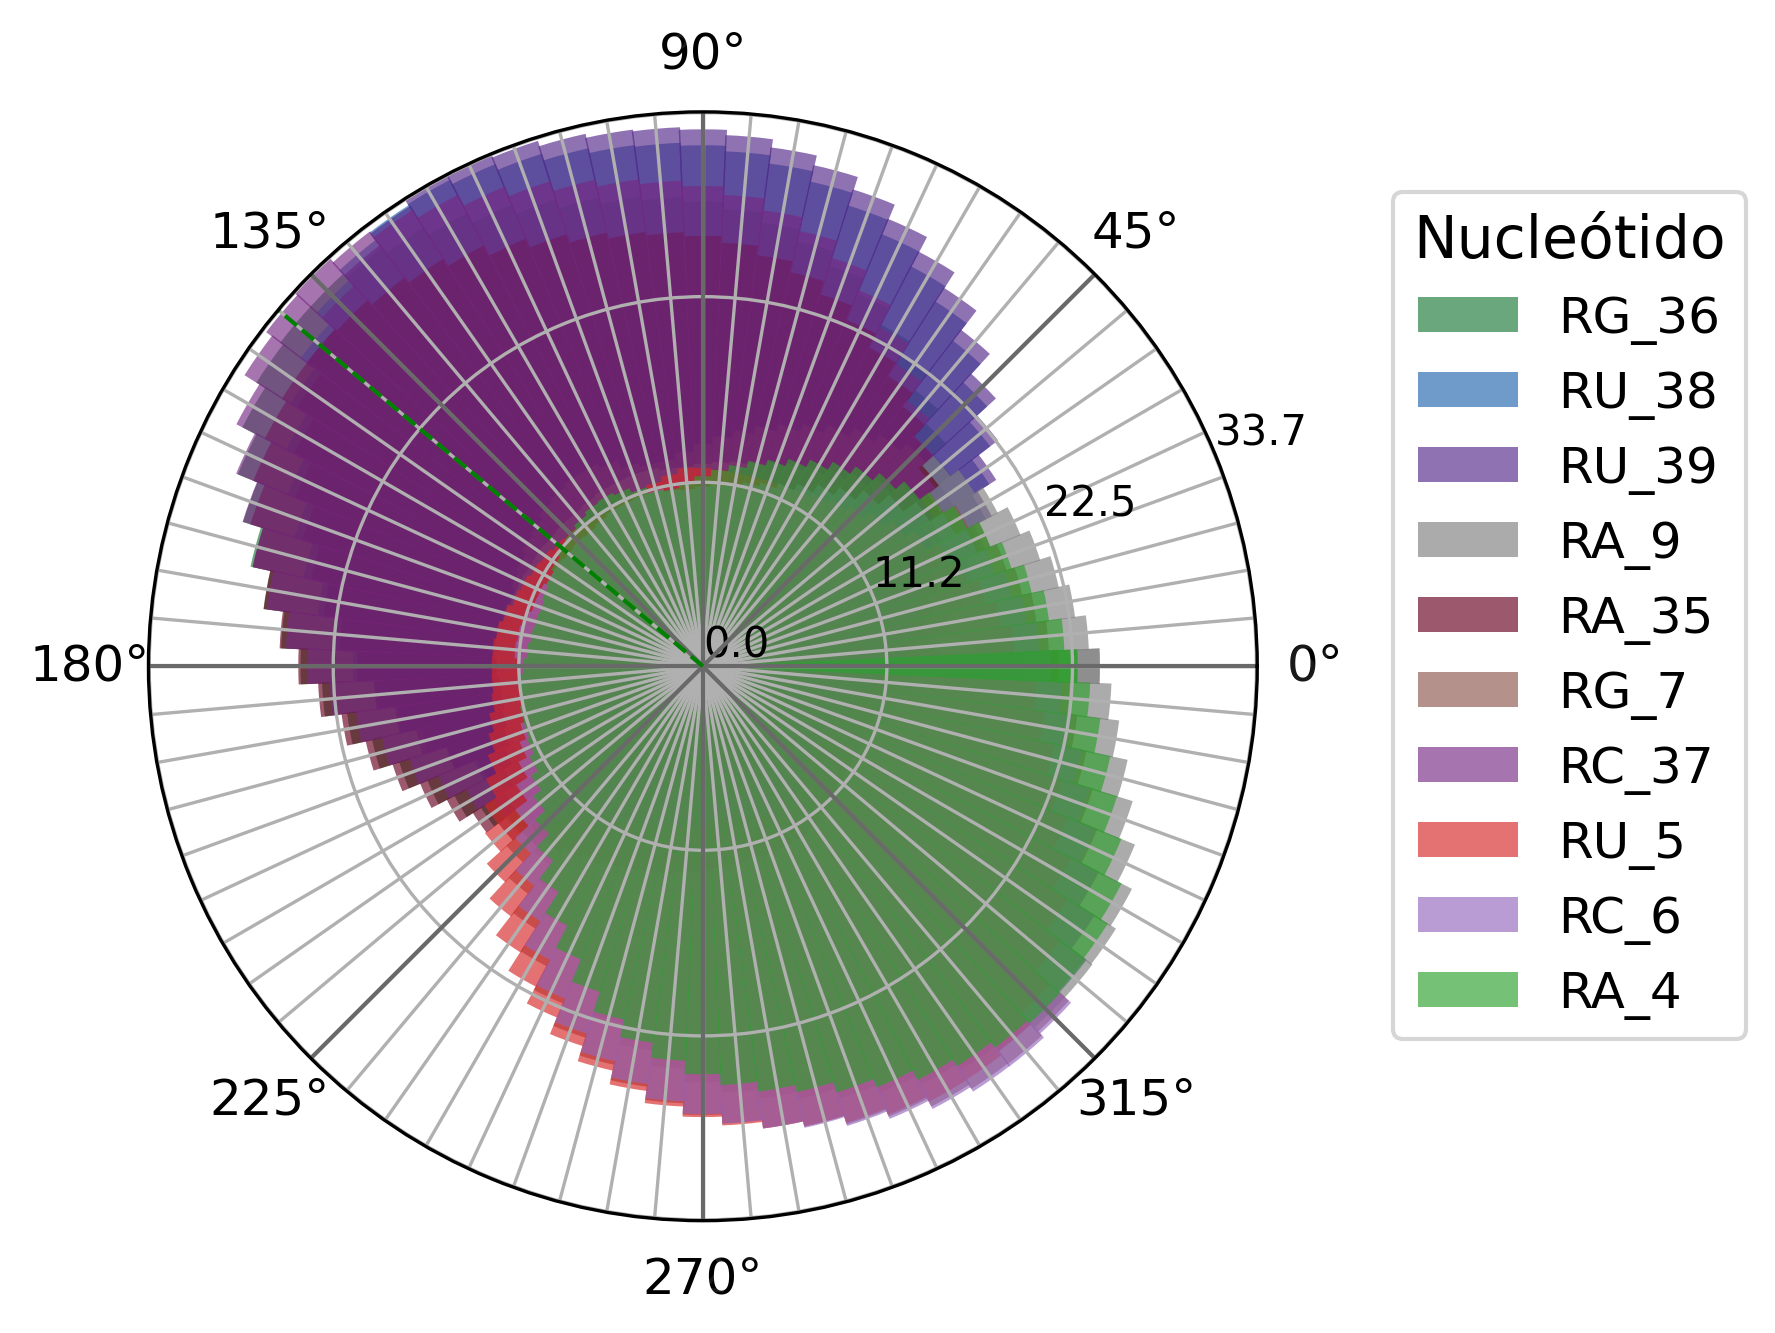 90°
135°
45°
33.7
22.5
11.2
0.0
180°
0°
225°
315°
270°
Nucleótido
RG_36
RU_38
RU_39
RA_9
RA_35
RG_7
RC_37
RU_5
RC_6
RA_4